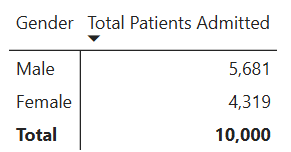 Gender Total Patients Admitted
Male 5,681
Female 4,319
Total 10,000